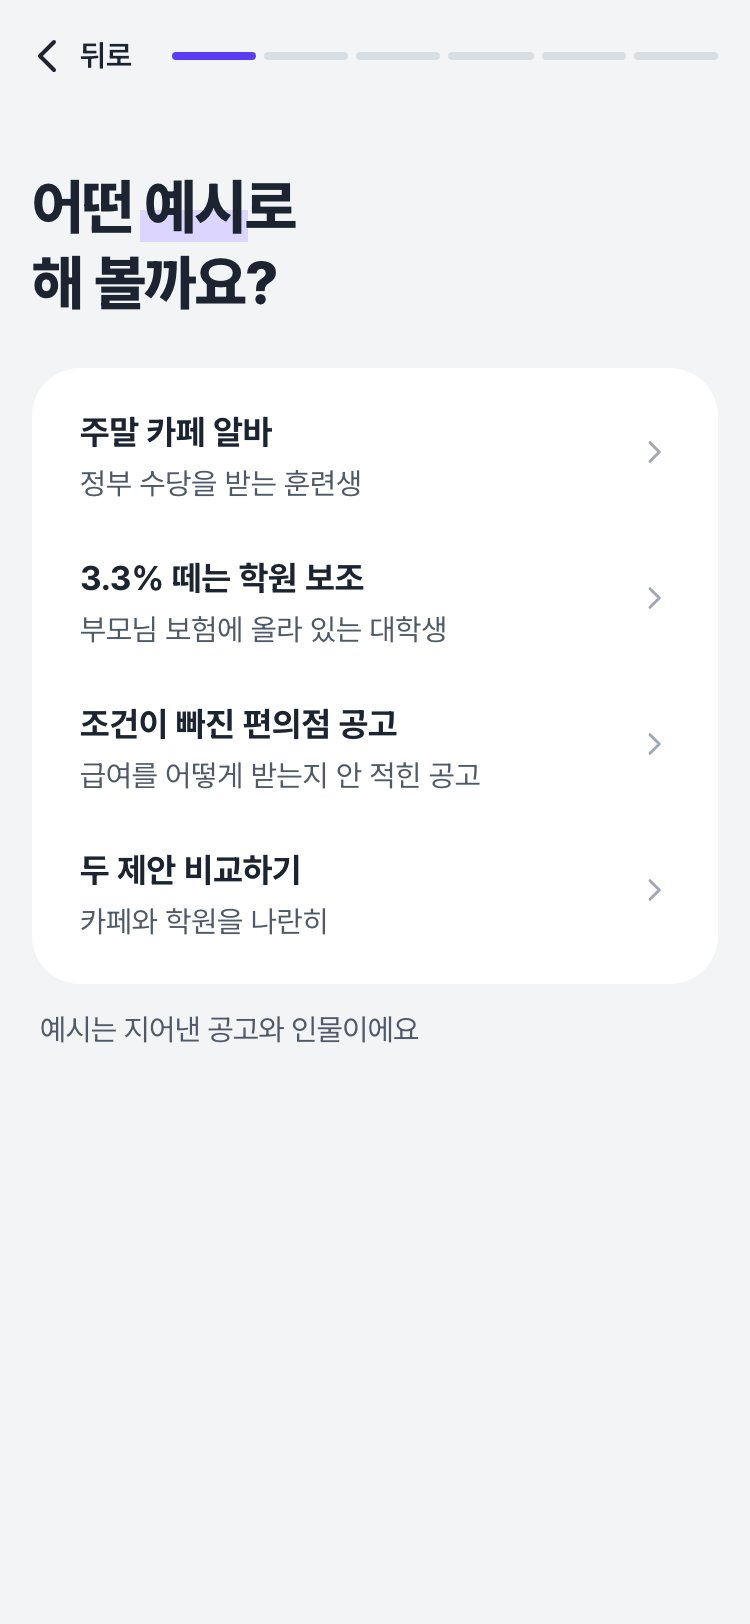 뒤로
어떤 예시로
해 볼까요?
주말 카페 알바
정부 수당을 받는 훈련생
3.3% 떼는 학원 보조
부모님 보험에 올라 있는 대학생
조건이 빠진 편의점 공고
급여를 어떻게 받는지 안 적힌 공고
두 제안 비교하기
카페와 학원을 나란히
예시는 지어낸 공고와 인물이에요